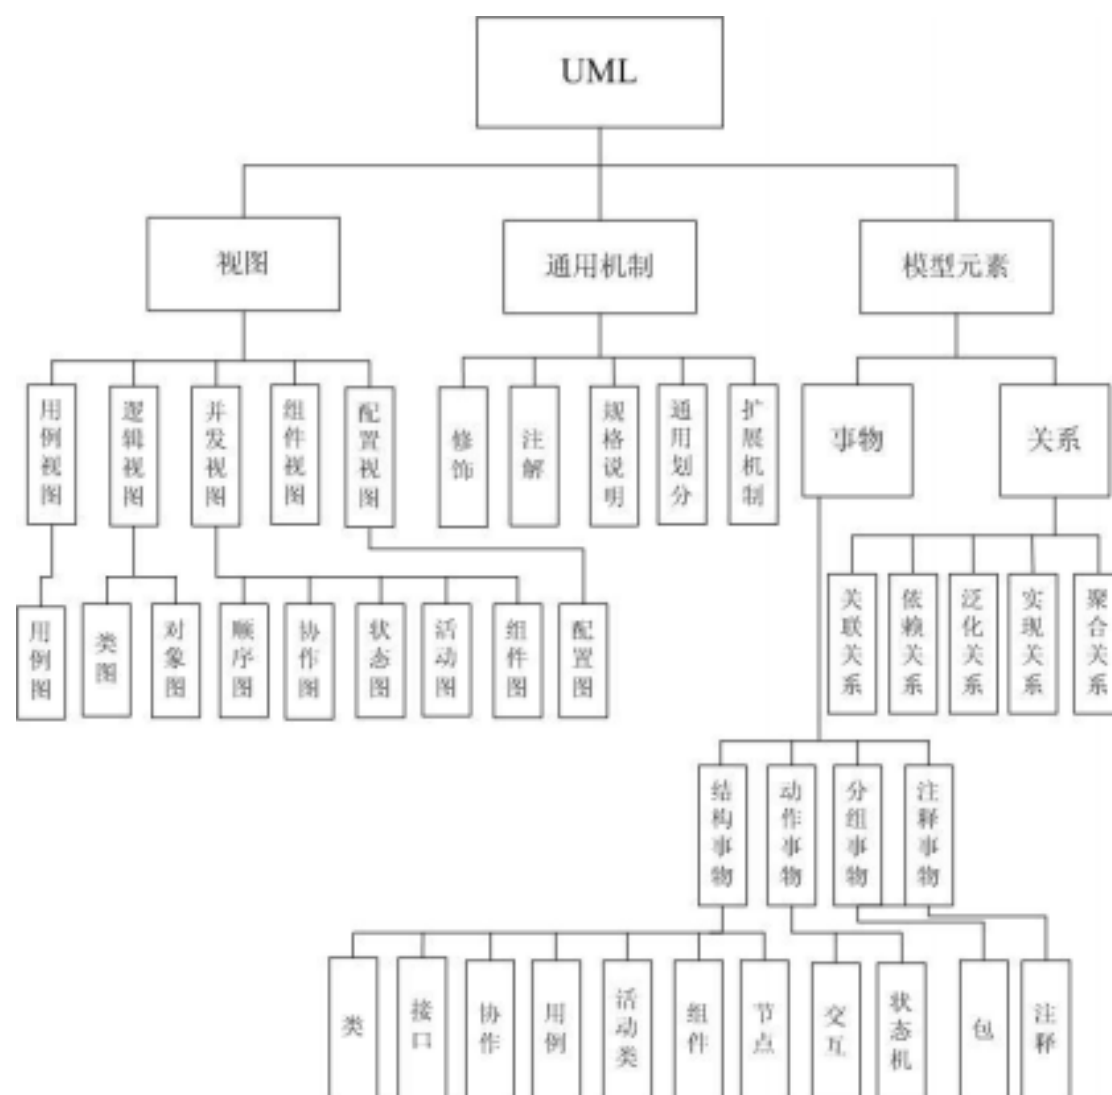 UML
视图
通用机制
模型元素
用例视图
逻辑视图
并发视图
组件视图
配置视图
修饰
注解
规格说明
通用划分
扩展机制
事物
关系
用例图
类图
对象图
顺序图
协作图
状态图
活动图
组件图
配置图
关联关系
依赖关系
泛化关系
实现关系
聚合关系
结构事物
动作事物
分组事物
注释事物
类
接口
协作
用例
活动类
组件
节点
交互
状态机
包
注释